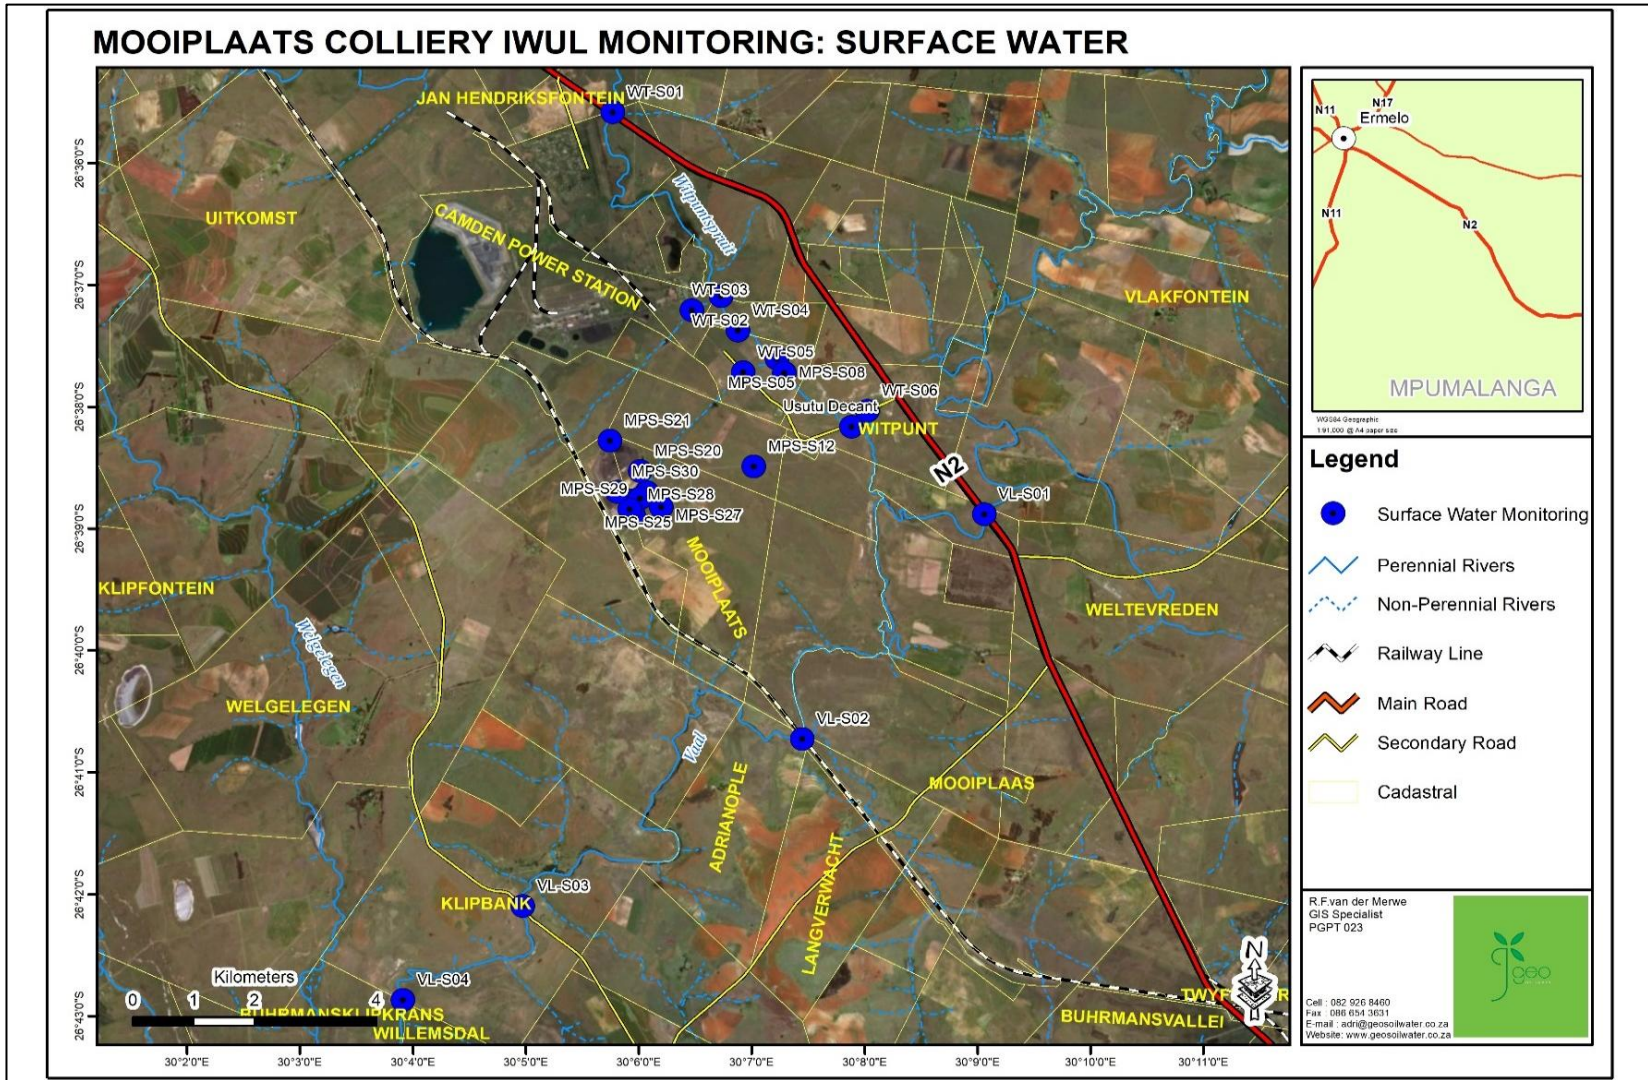 MOOIPLAATS COLLIERY IWUL MONITORING: SURFACE WATER
JAN HENDRIKSFONTEIN
WT-S01
UITKOMST
CAMDEN POWER STATION
Witpuntspruit
VLAKFONTEIN
WT-S03
WT-S04
WT-S02
WT-S05
MPS-S08
MPS-S05
WT-S06
Usutu Decant
WITPUNT
MPS-S21
MPS-S12
MPS-S20
MPS-S30
MPS-S29
MPS-S28
MPS-S27
MPS-S25
N2
VL-S01
MOOIPLAATS
KLIPFONTEIN
WELTEVREDEN
Welgelegen
WELGELEGEN
VL-S02
Vaal
ADRIANOPLE
MOOIPLAAS
LANGVERWACHT
VL-S03
KLIPBANK
VL-S04
BUHRMANSKLIPKRANS
WILLEMSDAL
BUHRMANSVALLEI
Kilometers
0 1 2 4
N
26°36'0"S
26°37'0"S
26°38'0"S
26°39'0"S
26°40'0"S
26°41'0"S
26°42'0"S
26°43'0"S
30°2'0"E 30°3'0"E 30°4'0"E 30°5'0"E 30°6'0"E 30°7'0"E 30°8'0"E 30°9'0"E 30°10'0"E 30°11'0"E
N11
N17
Ermelo
N11
N2
MPUMALANGA
WGS84 Geographic
1:91,000 @ A4 paper size
Legend
Surface Water Monitoring
Perennial Rivers
Non-Perennial Rivers
Railway Line
Main Road
Secondary Road
Cadastral
R.F.van der Merwe
GIS Specialist
PGPT 023
Cell : 082 926 8460
Fax : 086 654 3631
E-mail : adri@geosoilwater.co.za
Website: www.geosoilwater.co.za
geo